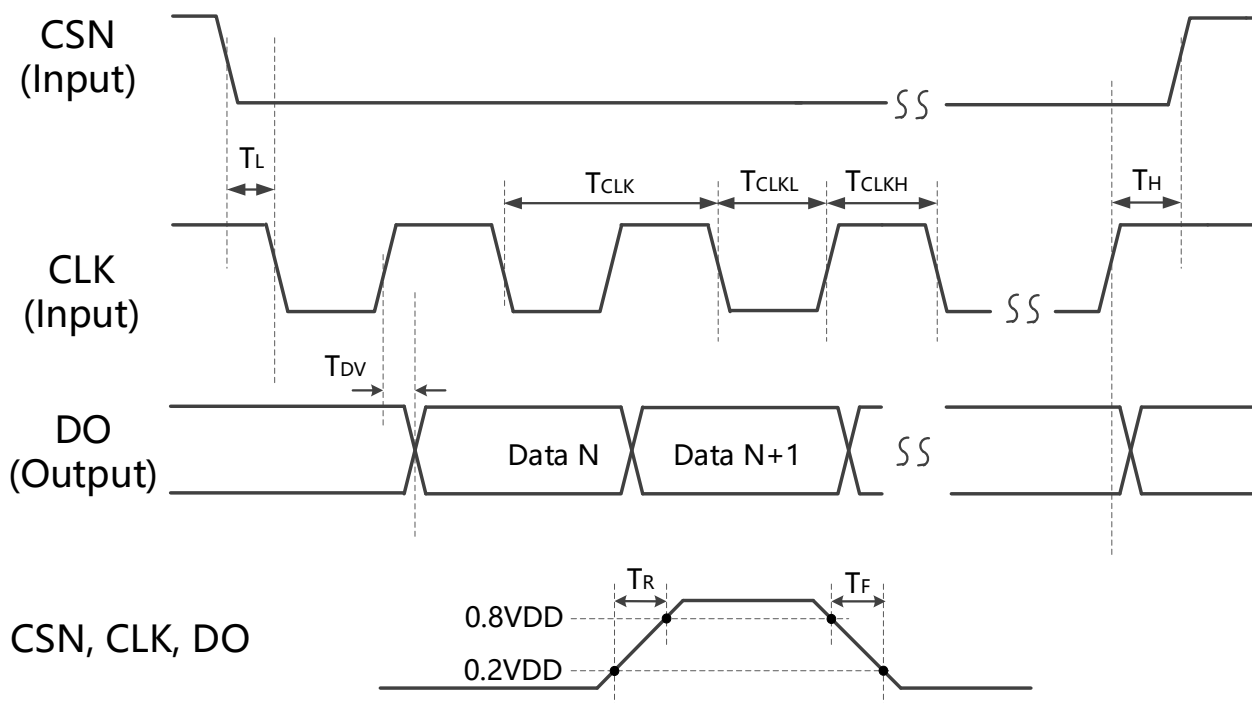 CSN
(Input)
TL
TCLK
TCLKL
TCLKH
TH
CLK
(Input)
TDV
DO
(Output)
Data N
Data N+1
TR
TF
0.8VDD
CSN, CLK, DO
0.2VDD